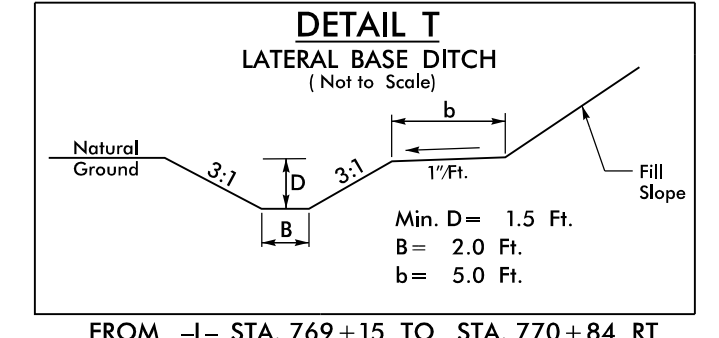 DETAIL T
LATERAL BASE DITCH
( Not to Scale)
b
Natural
Ground
3:1
D
3:1
1"/Ft.
Fill
Slope
B
Min. D= 1.5 Ft.
B= 2.0 Ft.
b= 5.0 Ft.
FROM -L- STA. 769+15 TO STA. 770+84 RT